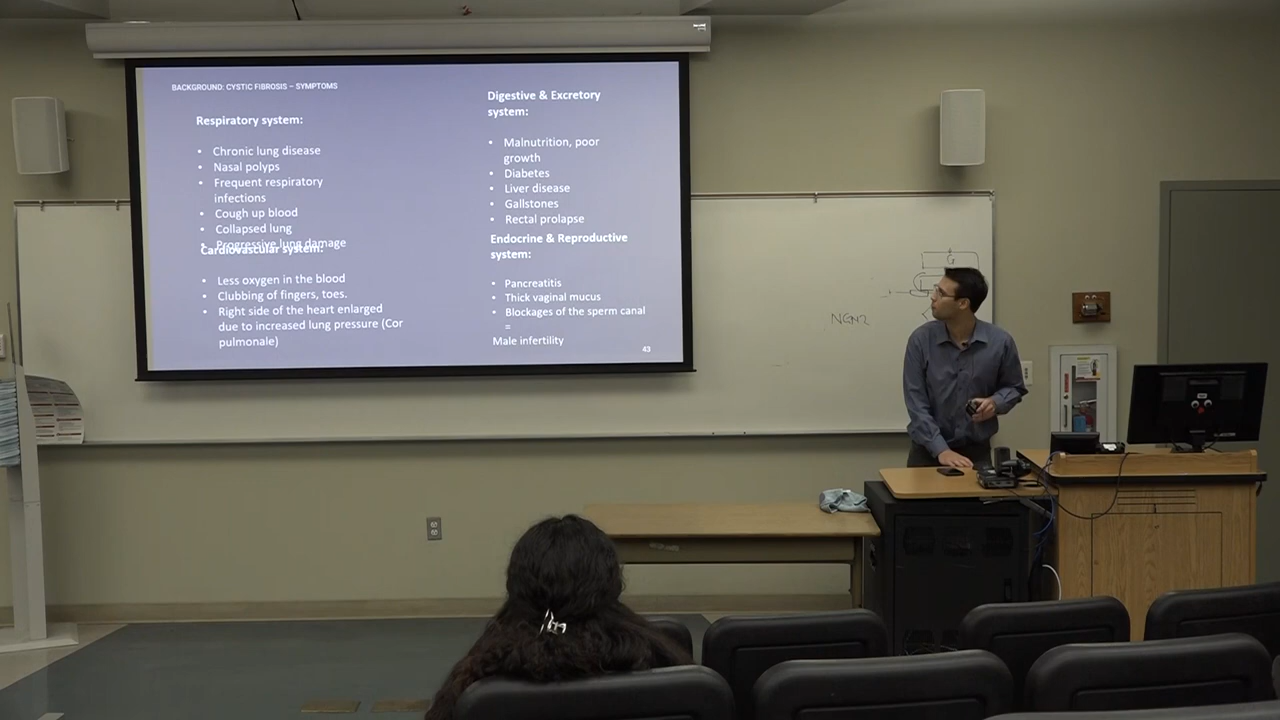 BACKGROUND: CYSTIC FIBROSIS – SYMPTOMS
Respiratory system:
• Chronic lung disease
• Nasal polyps
• Frequent respiratory
infections
• Cough up blood
• Collapsed lung
• Progressive lung damage
Cardiovascular system:
• Less oxygen in the blood
• Clubbing of fingers, toes.
• Right side of the heart enlarged
due to increased lung pressure (Cor
pulmonale)
Digestive & Excretory
system:
• Malnutrition, poor
growth
• Diabetes
• Liver disease
• Gallstones
• Rectal prolapse
Endocrine & Reproductive
system:
• Pancreatitis
• Thick vaginal mucus
• Blockages of the sperm canal
=
Male infertility
43
G
NGN2